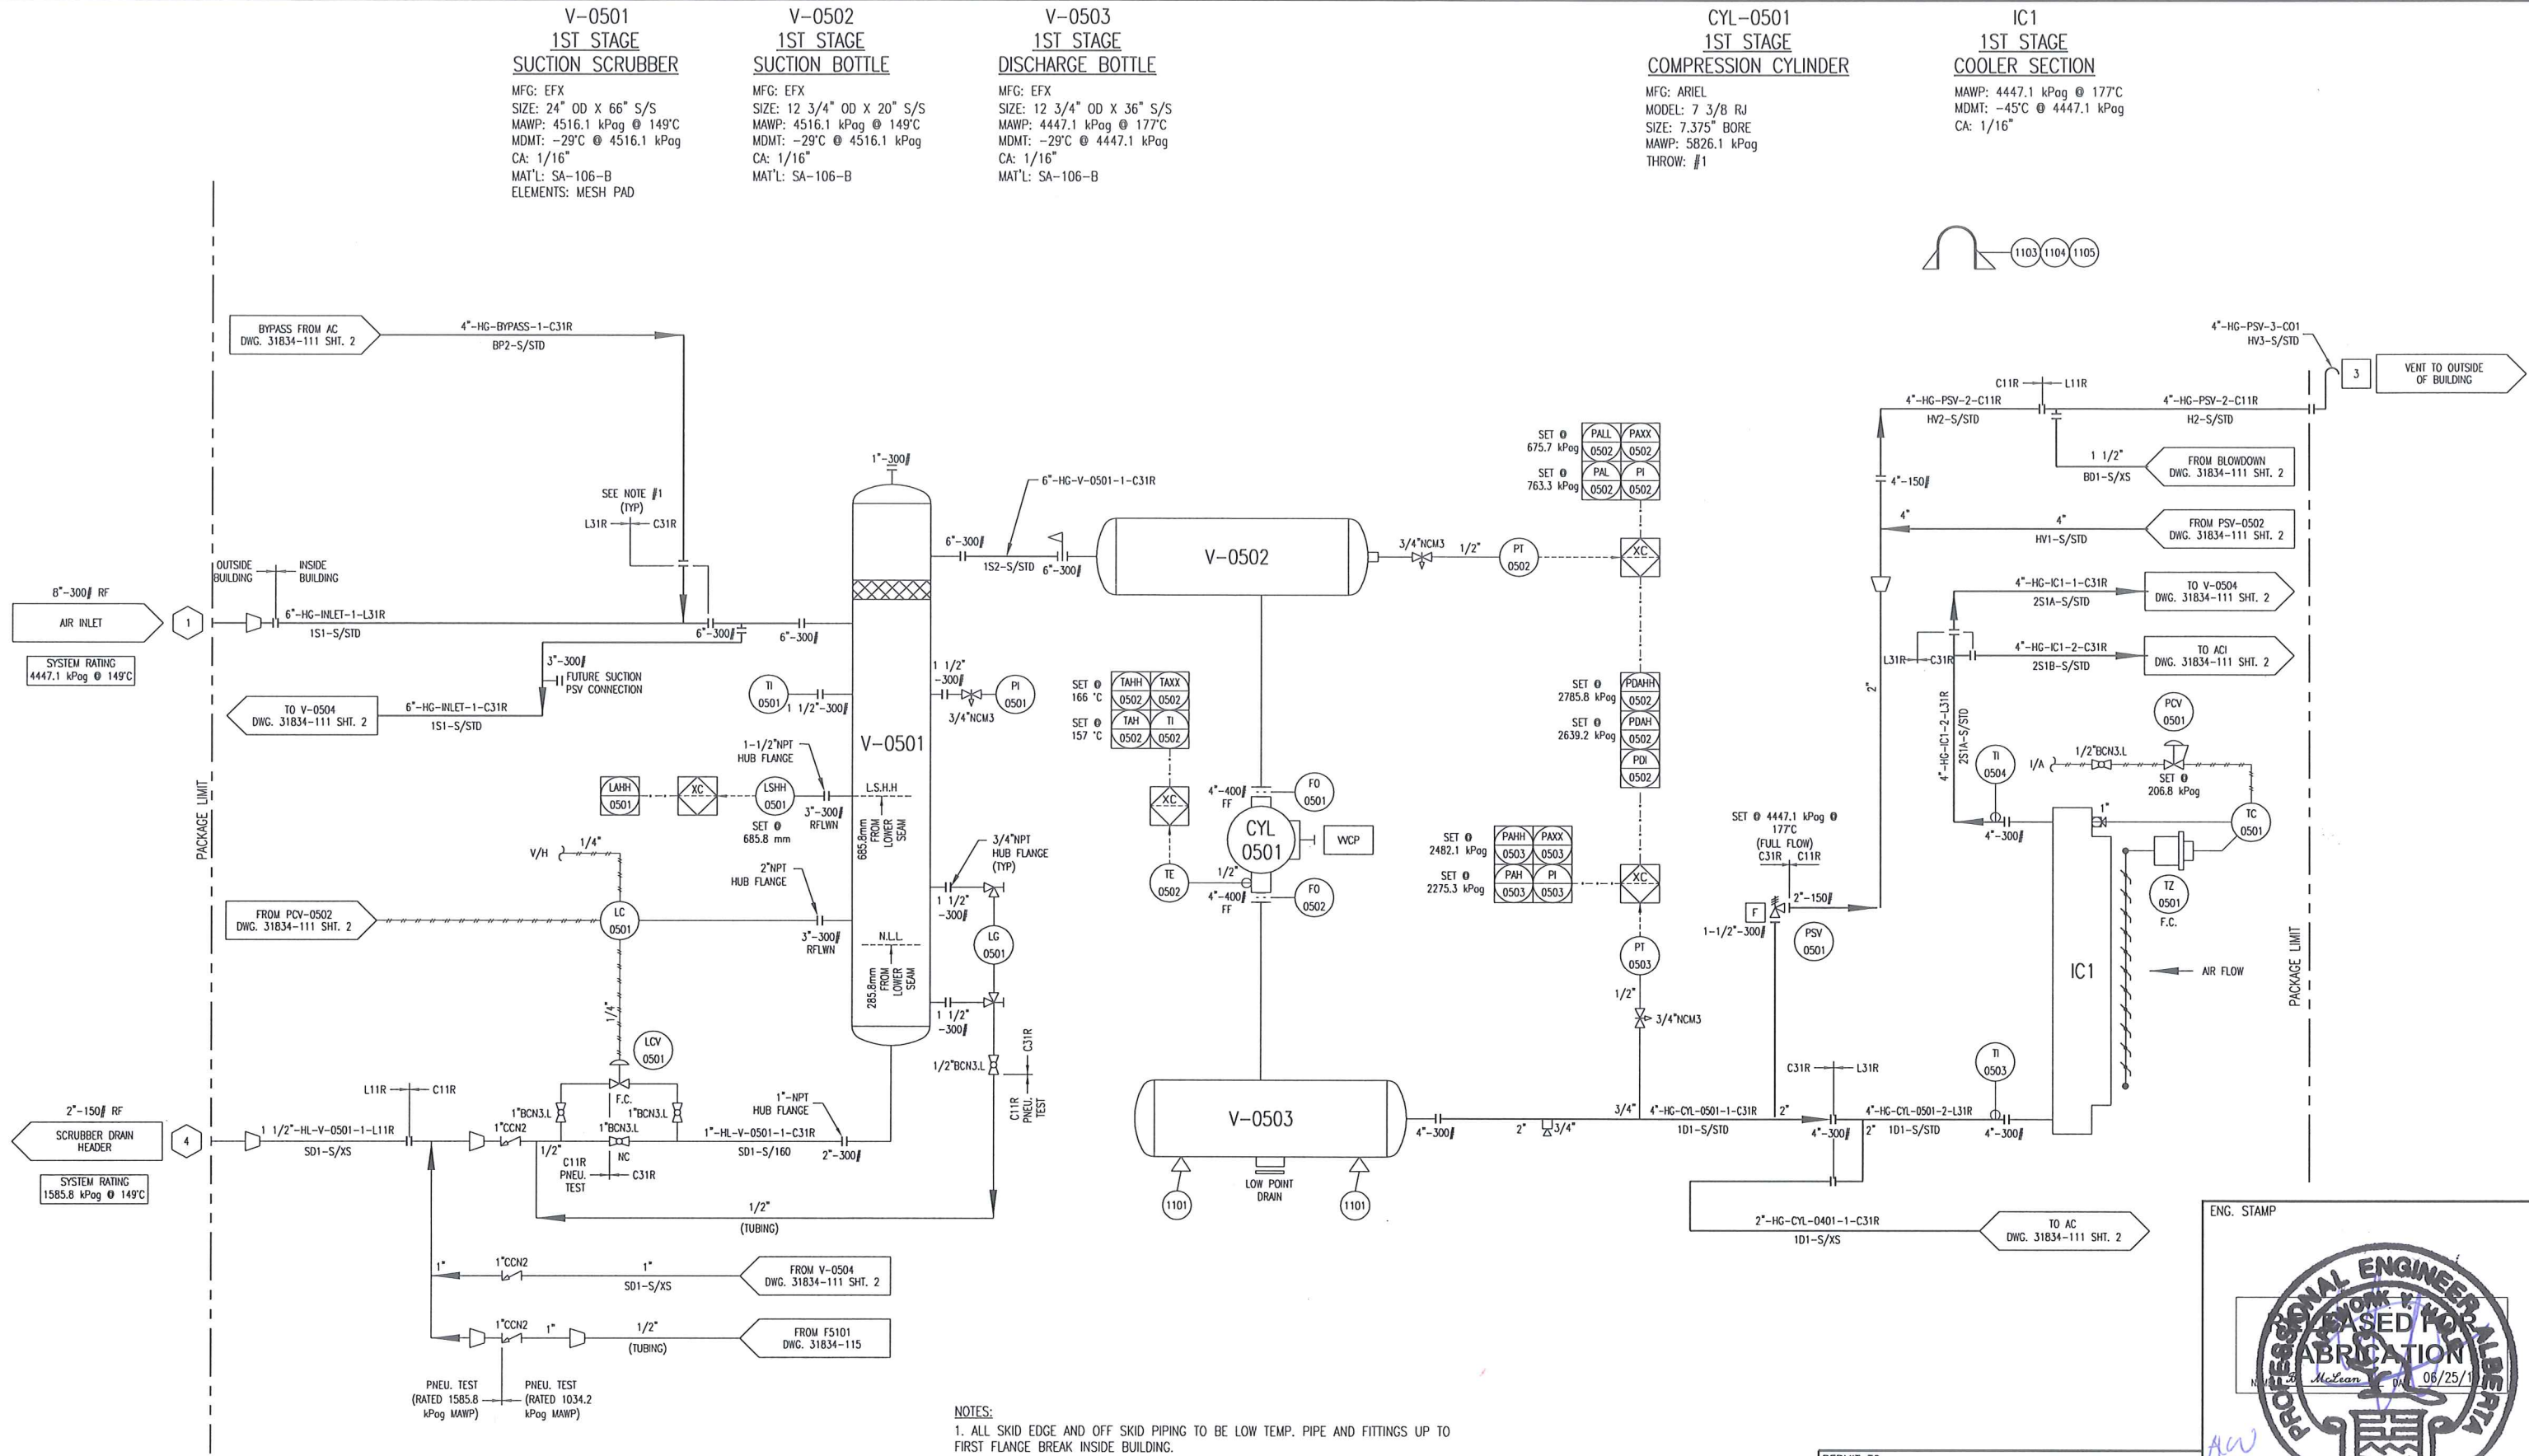 V-0501
1ST STAGE
SUCTION SCRUBBER
MFG: EFX
SIZE: 24" OD X 66" S/S
MAWP: 4516.1 kPag @ 149°C
MDMT: -29°C @ 4516.1 kPag
CA: 1/16"
MAT'L: SA-106-B
ELEMENTS: MESH PAD
V-0502
1ST STAGE
SUCTION BOTTLE
MFG: EFX
SIZE: 12 3/4" OD X 20" S/S
MAWP: 4516.1 kPag @ 149°C
MDMT: -29°C @ 4516.1 kPag
CA: 1/16"
MAT'L: SA-106-B
V-0503
1ST STAGE
DISCHARGE BOTTLE
MFG: EFX
SIZE: 12 3/4" OD X 36" S/S
MAWP: 4447.1 kPag @ 177°C
MDMT: -29°C @ 4447.1 kPag
CA: 1/16"
MAT'L: SA-106-B
CYL-0501
1ST STAGE
COMPRESSION CYLINDER
MFG: ARIEL
MODEL: 7 3/8 RJ
SIZE: 7.375" BORE
MAWP: 5826.1 kPag
THROW: #1
IC1
1ST STAGE
COOLER SECTION
MAWP: 4447.1 kPag @ 177°C
MDMT: -45°C @ 4447.1 kPag
CA: 1/16"
1103 1104 1105
BYPASS FROM AC
DWG. 31834-111 SHT. 2
4"-HG-BYPASS-1-C31R
BP2-S/STD
SEE NOTE #1
(TYP)
L31R C31R
OUTSIDE
BUILDING
INSIDE
BUILDING
8"-300# RF
AIR INLET
1
SYSTEM RATING
4447.1 kPag @ 149°C
6"-HG-INLET-1-L31R
1S1-S/STD
6"-300#
6"-300#
3"-300#
FUTURE SUCTION
PSV CONNECTION
TO V-0504
DWG. 31834-111 SHT. 2
6"-HG-INLET-1-C31R
1S1-S/STD
PACKAGE LIMIT
1"-300#
V-0501
TI
0501
1 1/2"-300#
1 1/2"
-300#
3/4"NCM3
PI
0501
1-1/2"NPT
HUB FLANGE
LAHH
0501
XC
LSHH
0501
SET @
685.8 mm
3"-300#
RFLWN
L.S.H.H
685.8mm
FROM
LOWER
SEAM
V/H
1/4"
2"NPT
HUB FLANGE
FROM PCV-0502
DWG. 31834-111 SHT. 2
LC
0501
3"-300#
RFLWN
N.L.L.
285.8mm
FROM
LOWER
SEAM
3/4"NPT
HUB FLANGE
(TYP)
1 1/2"
-300#
LG
0501
1 1/2"
-300#
1/2"BCN3.L
C31R
C11R
PNEU.
TEST
1/4"
LCV
0501
F.C.
1"BCN3.L
1"BCN3.L
1"BCN3.L
NC
L11R C11R
2"-150# RF
SCRUBBER DRAIN
HEADER
4
SYSTEM RATING
1585.8 kPag @ 149°C
1 1/2"-HL-V-0501-1-L11R
SD1-S/XS
1"CCN2
1/2"
C11R
PNEU.
TEST
C31R
1"-HL-V-0501-1-C31R
SD1-S/160
1"-NPT
HUB FLANGE
2"-300#
1/2"
(TUBING)
1"
1"CCN2
1"
SD1-S/XS
FROM V-0504
DWG. 31834-111 SHT. 2
1"CCN2
1"
1/2"
(TUBING)
FROM F5101
DWG. 31834-115
PNEU. TEST
(RATED 1585.8
kPag MAWP)
PNEU. TEST
(RATED 1034.2
kPag MAWP)
6"-HG-V-0501-1-C31R
6"-300#
1S2-S/STD
6"-300#
V-0502
3/4"NCM3
1/2"
PT
0502
SET @
675.7 kPag
PALL
0502
PAXX
0502
SET @
763.3 kPag
PAL
0502
PI
0502
XC
SET @
166 °C
TAHH
0502
TAXX
0502
SET @
157 °C
TAH
0502
TI
0502
XC
TE
0502
1/2"
4"-400#
FF
FO
0501
CYL
0501
VVCP
4"-400#
FF
FO
0502
SET @
2785.8 kPag
PDAHH
0502
SET @
2639.2 kPag
PDAH
0502
PDI
0502
SET @
2482.1 kPag
PAHH
0503
PAXX
0503
SET @
2275.3 kPag
PAH
0503
PI
0503
XC
PT
0503
1/2"
3/4"NCM3
V-0503
1101
LOW POINT
DRAIN
1101
4"-300#
2"
3/4"
3/4"
4"-HG-CYL-0501-1-C31R
1D1-S/STD
2"
C31R L31R
4"-300#
2"
4"-HG-CYL-0501-2-L31R
1D1-S/STD
4"-300#
TI
0503
2"-HG-CYL-0401-1-C31R
1D1-S/XS
TO AC
DWG. 31834-111 SHT. 2
SET @ 4447.1 kPag @
177°C
(FULL FLOW)
C31R C11R
F
2"-150#
1-1/2"-300#
PSV
0501
2"
4"
4"-150#
4"-HG-PSV-2-C11R
HV2-S/STD
C11R L11R
4"-HG-PSV-2-C11R
H2-S/STD
4"-HG-PSV-3-CO1
HV3-S/STD
3
VENT TO OUTSIDE
OF BUILDING
1 1/2"
BD1-S/XS
FROM BLOWDOWN
DWG. 31834-111 SHT. 2
4"
HV1-S/STD
FROM PSV-0502
DWG. 31834-111 SHT. 2
4"-HG-IC1-1-C31R
2S1A-S/STD
TO V-0504
DWG. 31834-111 SHT. 2
L31R C31R
4"-HG-IC1-2-C31R
2S1B-S/STD
TO ACI
DWG. 31834-111 SHT. 2
4"-HG-IC1-2-L31R
2S1A-S/STD
PCV
0501
TI
0504
I/A
1/2"BCN3.L
SET @
206.8 kPag
4"-300#
1"
TC
0501
TZ
0501
F.C.
IC1
AIR FLOW
PACKAGE LIMIT
NOTES:
1. ALL SKID EDGE AND OFF SKID PIPING TO BE LOW TEMP. PIPE AND FITTINGS UP TO
FIRST FLANGE BREAK INSIDE BUILDING.
ENG. STAMP
PROFESSIONAL ENGINEER ALBERTA
McLean 06/25/1